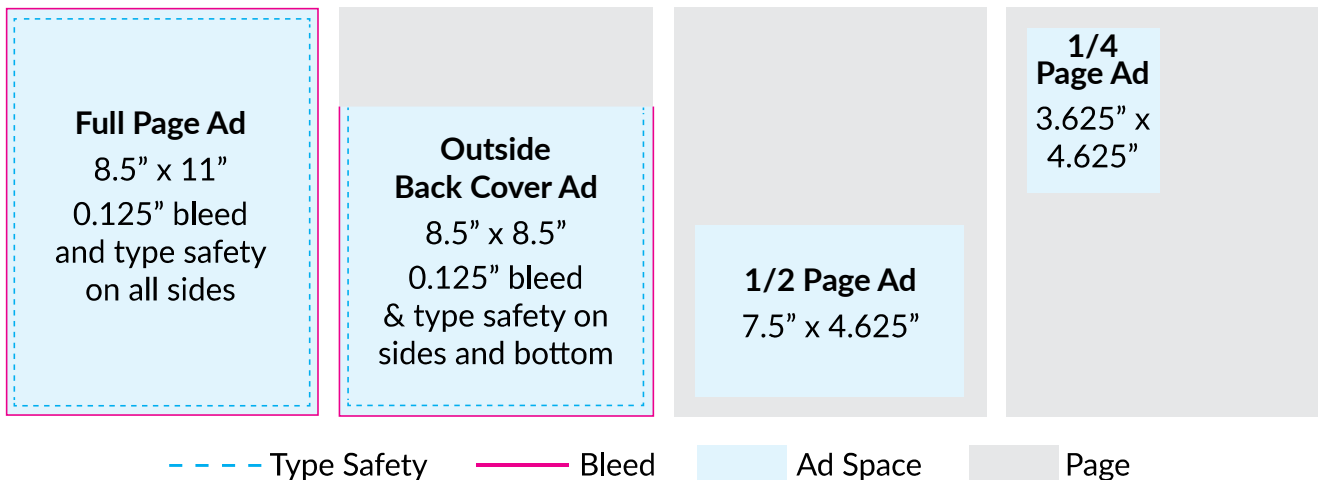 Full Page Ad
8.5” x 11”
0.125” bleed
and type safety
on all sides
Outside
Back Cover Ad
8.5” x 8.5”
0.125” bleed
& type safety on
sides and bottom
1/2 Page Ad
7.5” x 4.625”
1/4
Page Ad
3.625” x
4.625”
Type Safety
Bleed
Ad Space
Page